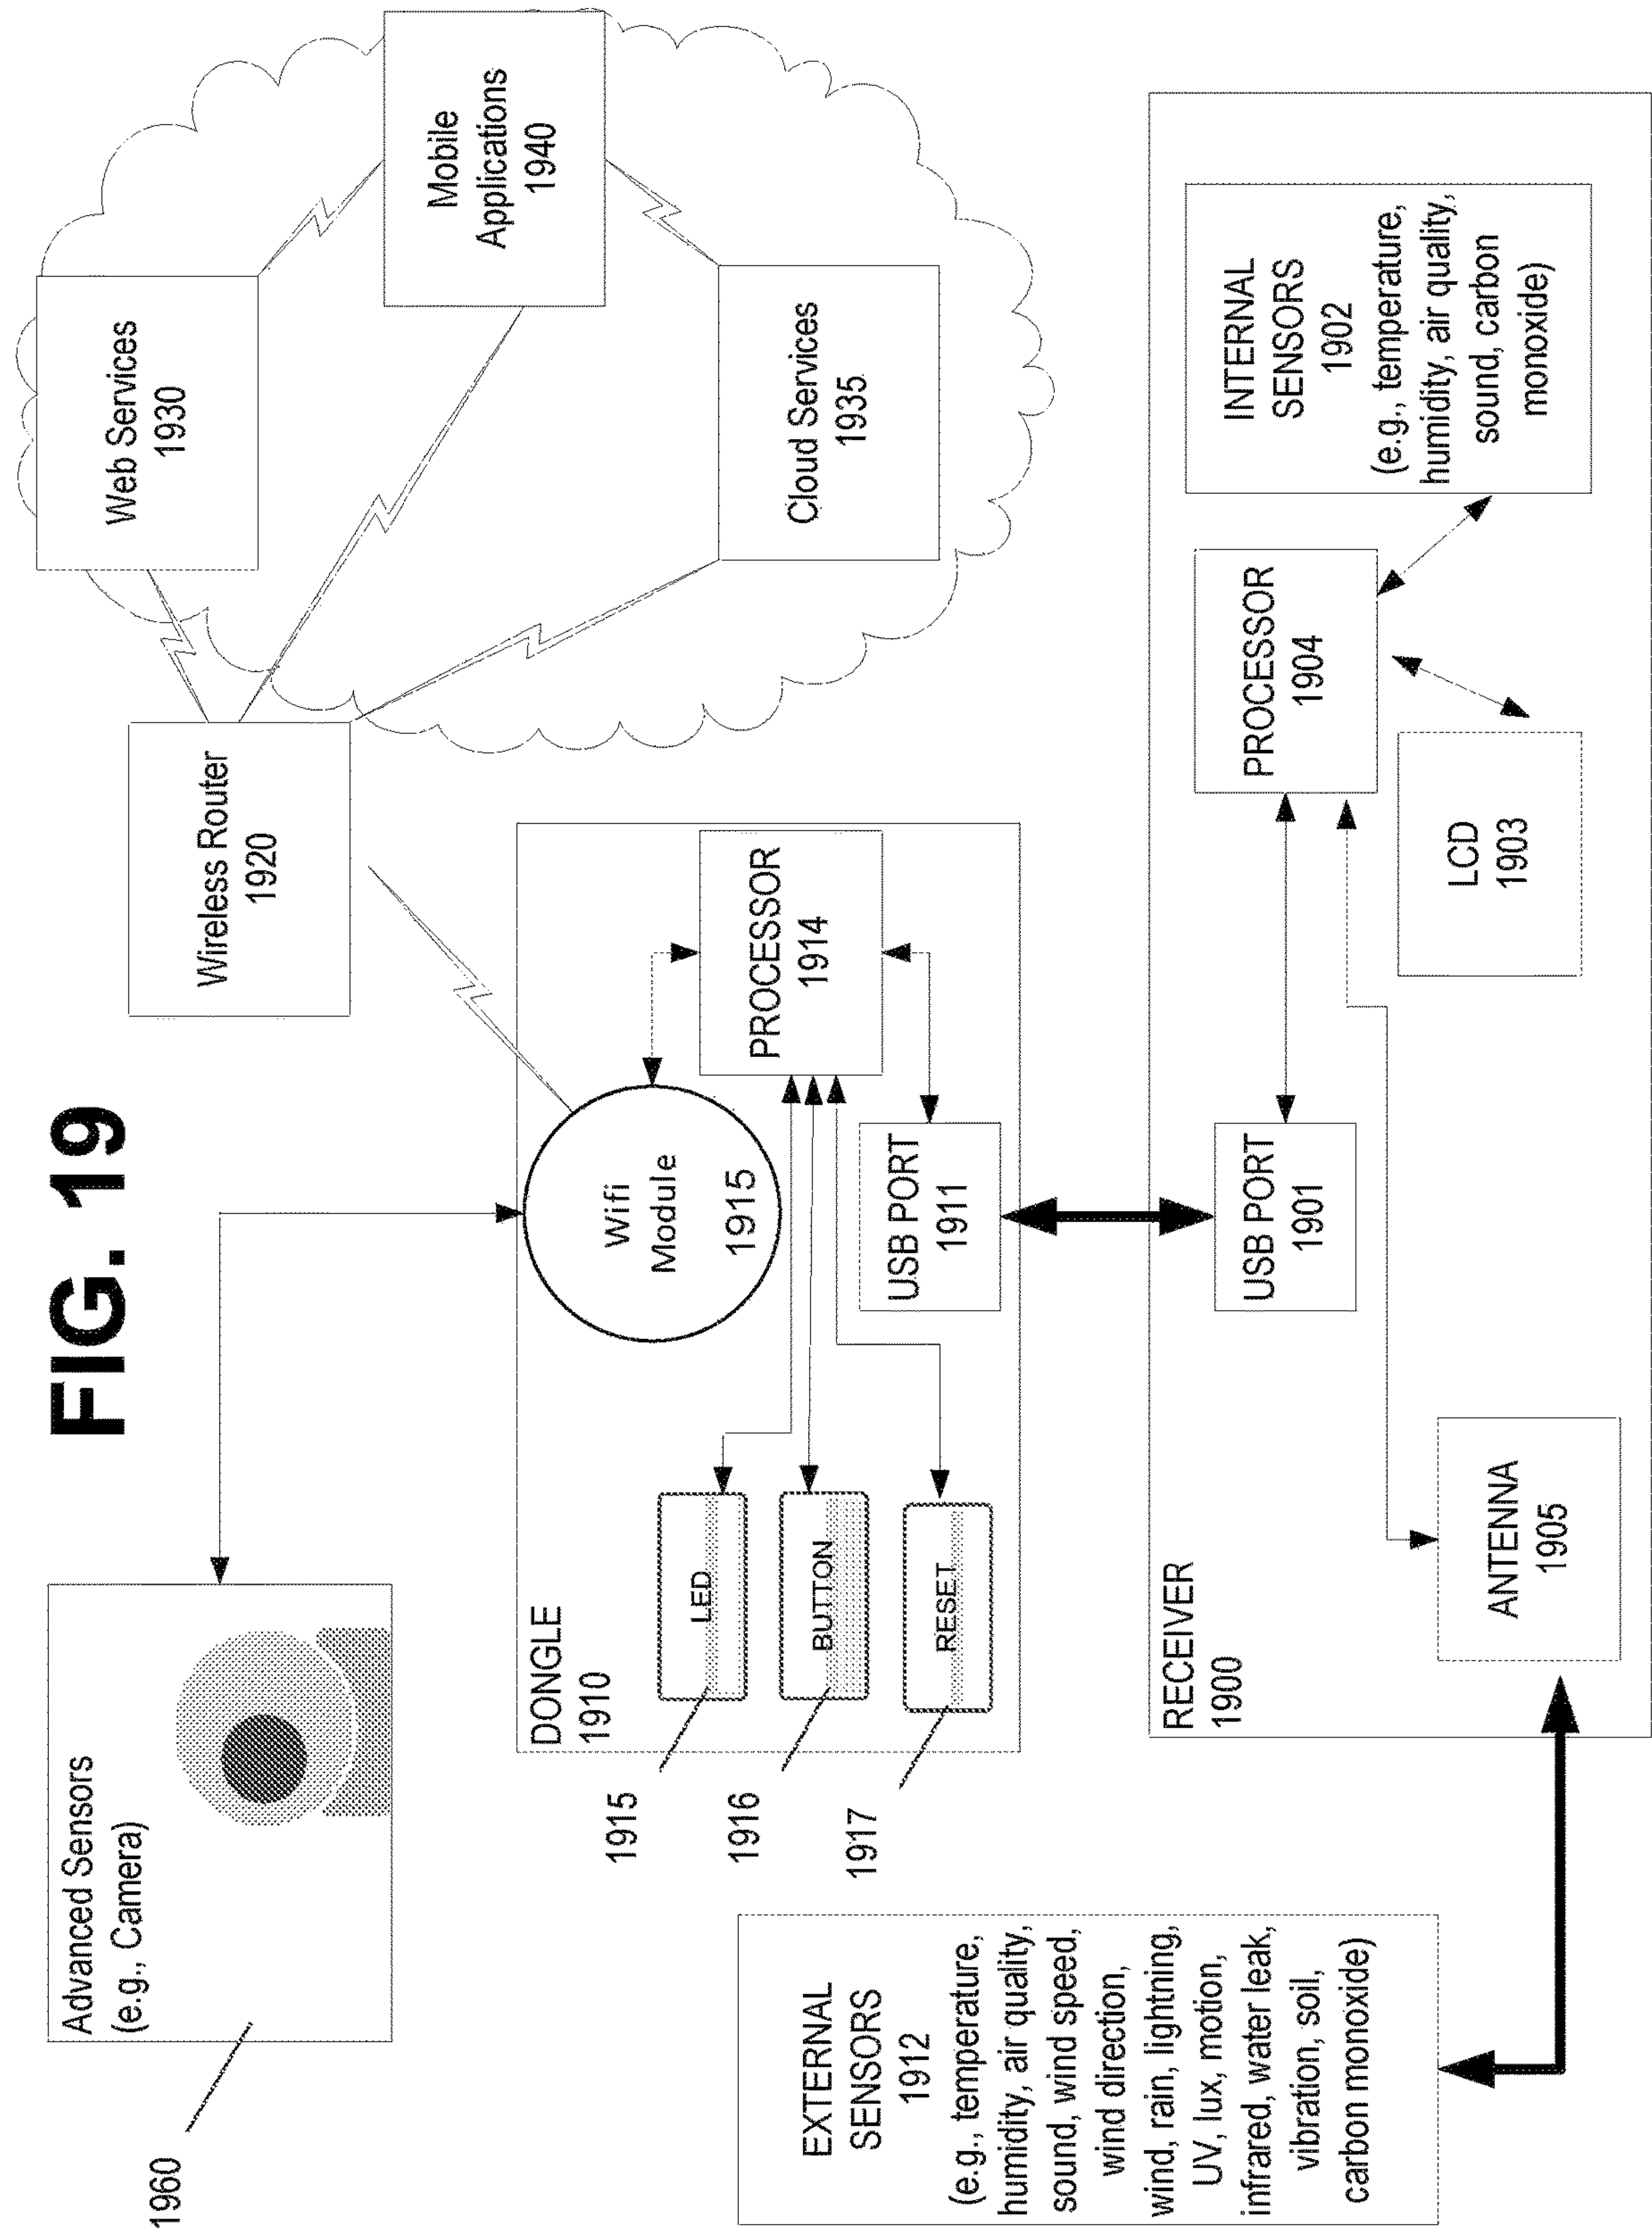 FIG. 19
1960
Advanced Sensors
(e.g., Camera)
Wireless Router
1920
Web Services
1930
Mobile
Applications
1940
Cloud Services
1935
DONGLE
1910
1915
LED
1916
BUTTON
1917
RESET
Wifi
Module
1915
PROCESSOR
1914
USB PORT
1911
EXTERNAL
SENSORS
1912
(e.g., temperature,
humidity, air quality,
sound, wind speed,
wind direction,
wind, rain, lightning,
UV, lux, motion,
infrared, water leak,
vibration, soil,
carbon monoxide)
RECEIVER
1900
ANTENNA
1905
USB PORT
1901
PROCESSOR
1904
LCD
1903
INTERNAL
SENSORS
1902
(e.g., temperature,
humidity, air quality,
sound, carbon
monoxide)